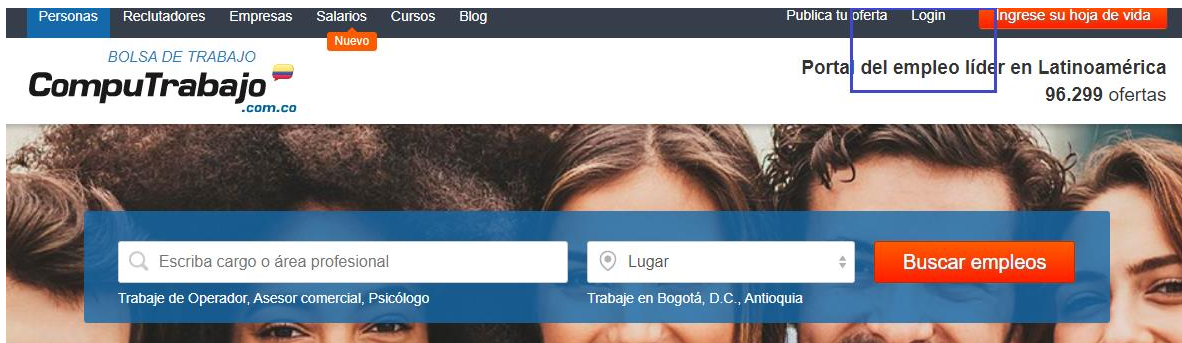 Personas Reclutadores Empresas Salarios Cursos Blog Publica tu oferta Login Ingrese su hoja de vida
Nuevo
BOLSA DE TRABAJO
CompuTrabajo
.com.co
Portal del empleo líder en Latinoamérica
96.299 ofertas
Escriba cargo o área profesional Lugar Buscar empleos
Trabaje de Operador, Asesor comercial, Psicólogo Trabaje en Bogotá, D.C., Antioquia